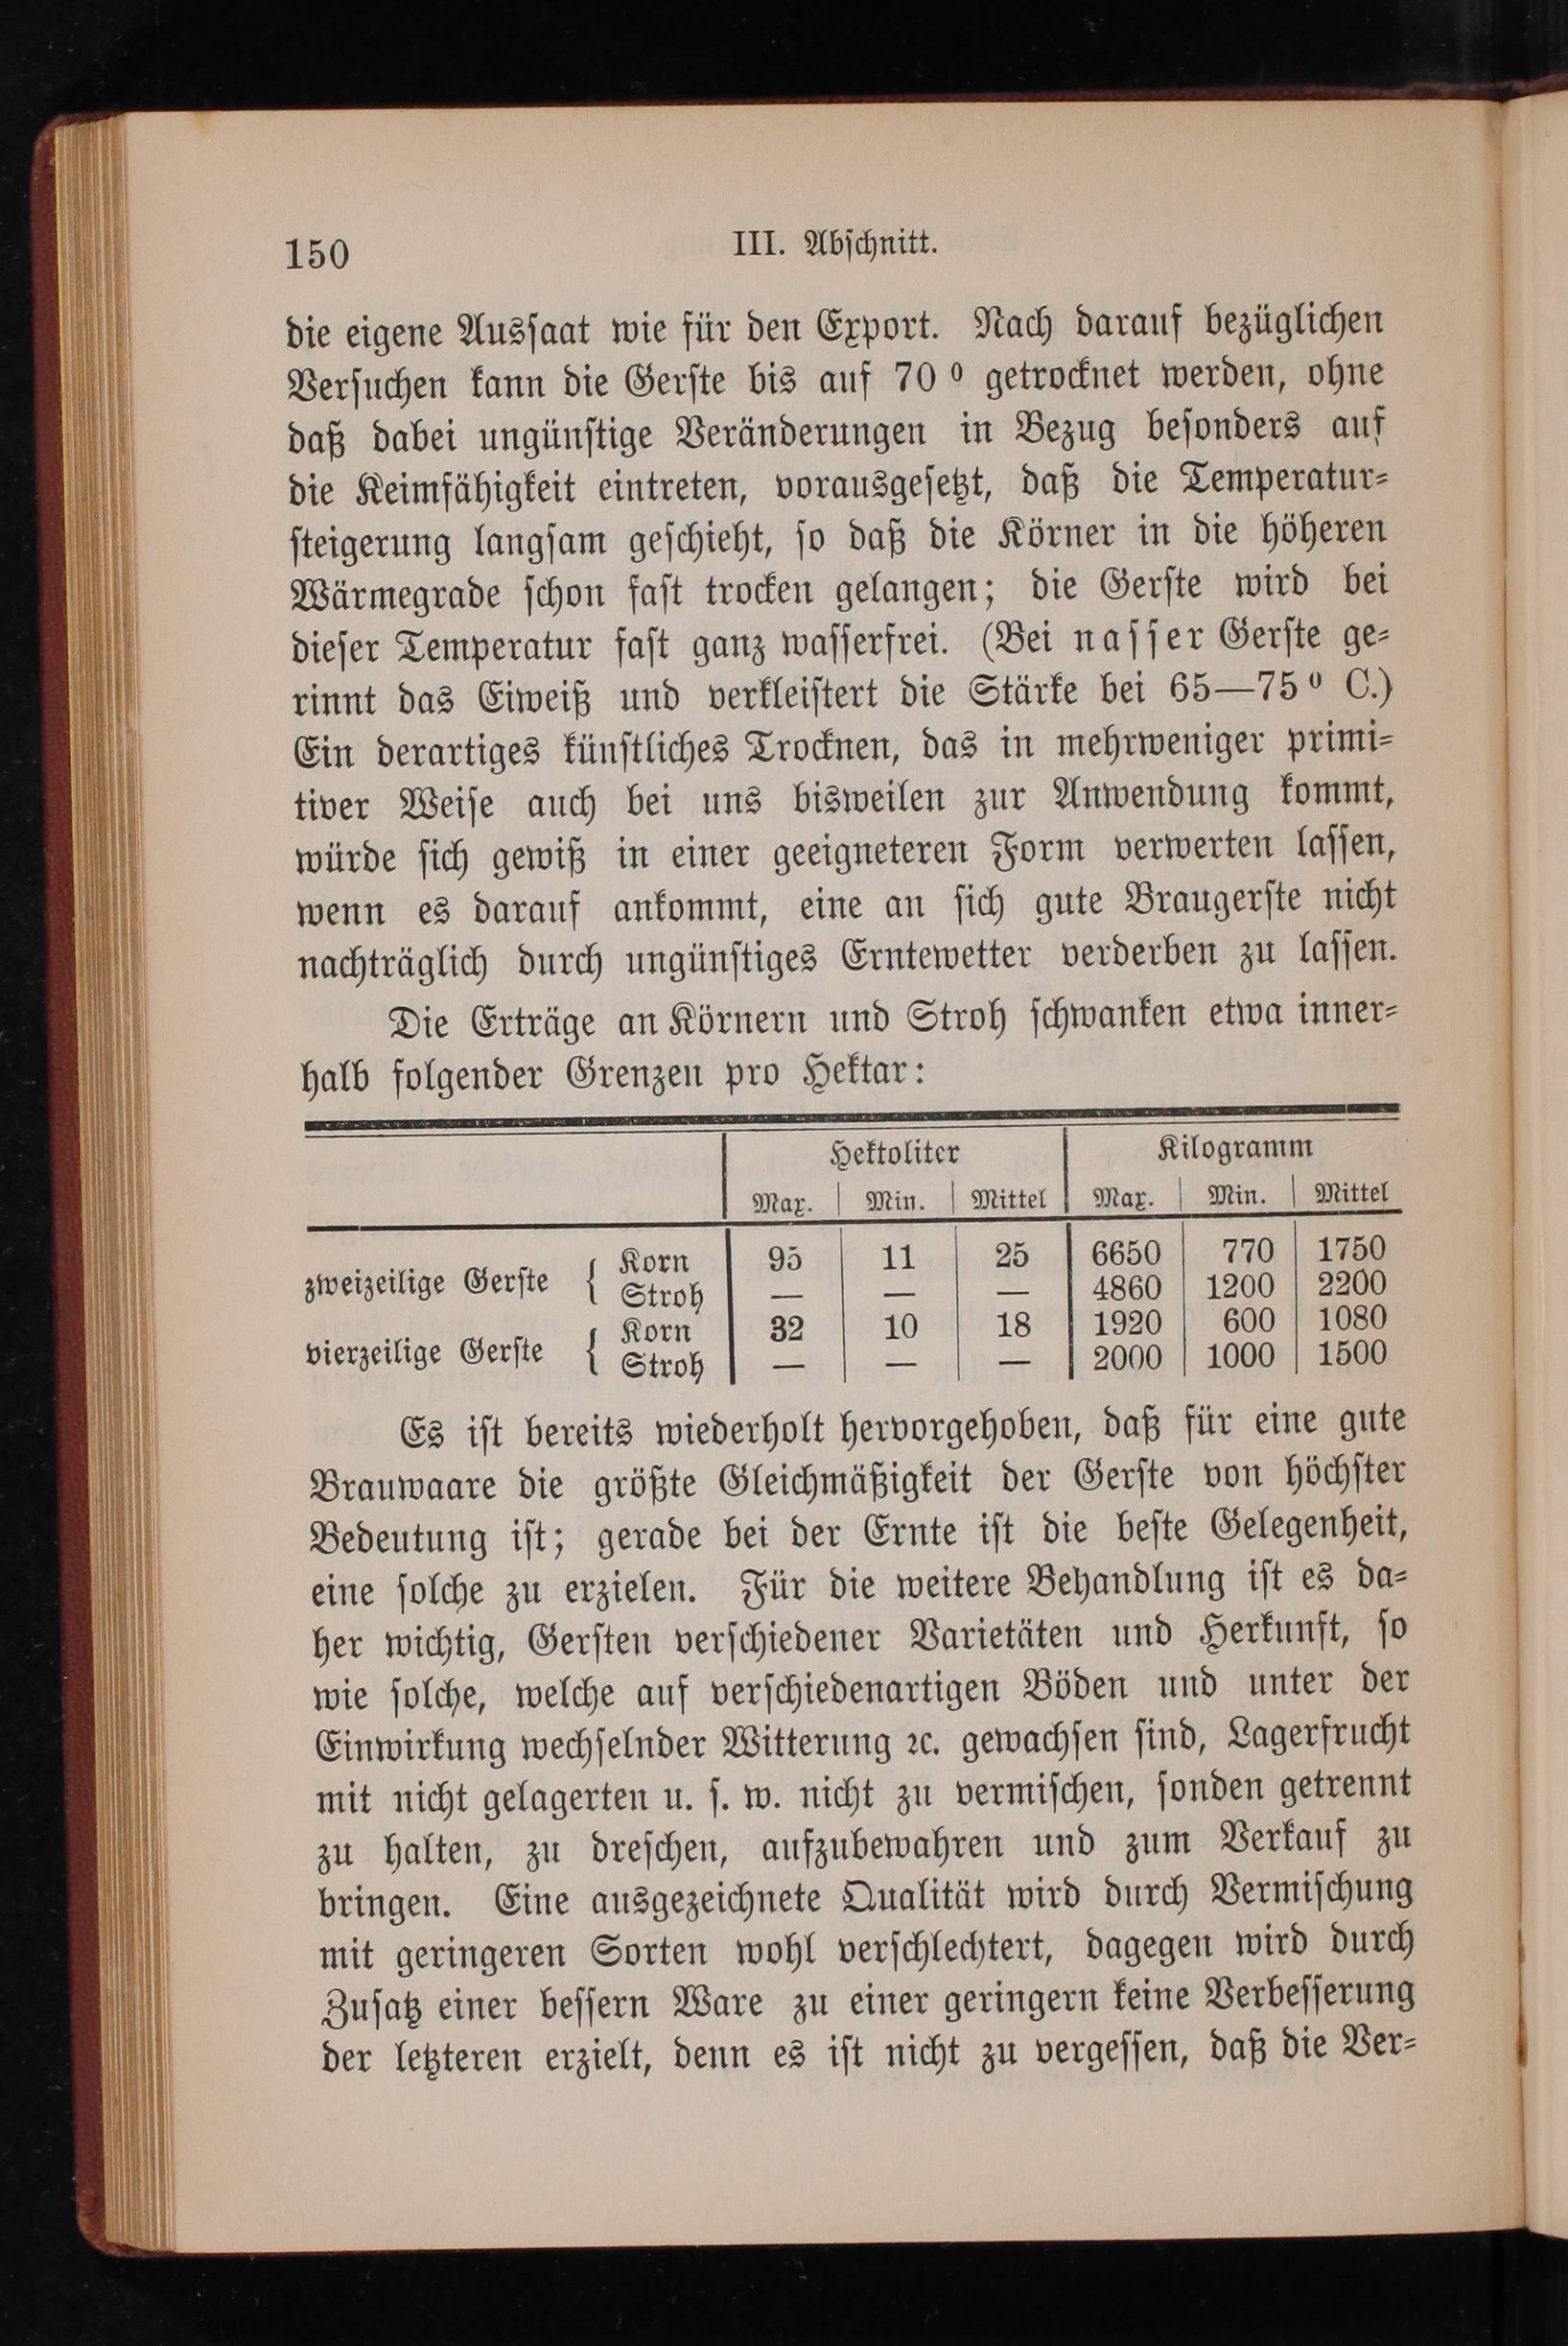 150
III. Abschnitt.
die eigene Aussaat wie für den Export. Nach darauf bezüglichen
Versuchen kann die Gerste bis auf 70 ⁰ getrocknet werden, ohne
daß dabei ungünstige Veränderungen in Bezug besonders auf
die Keimfähigkeit eintreten, vorausgesetzt, daß die Temperatur-
steigerung langsam geschieht, so daß die Körner in die höheren
Wärmegrade schon fast trocken gelangen; die Gerste wird bei
dieser Temperatur fast ganz wasserfrei. (Bei nasser Gerste ge-
rinnt das Eiweiß und verkleistert die Stärke bei 65—75⁰ C.)
Ein derartiges künstliches Trocknen, das in mehrweniger primi-
tiver Weise auch bei uns bisweilen zur Anwendung kommt,
würde sich gewiß in einer geeigneteren Form verwerten lassen,
wenn es darauf ankommt, eine an sich gute Braugerste nicht
nachträglich durch ungünstiges Erntewetter verderben zu lassen.
Die Erträge an Körnern und Stroh schwanken etwa inner-
halb folgender Grenzen pro Hektar:
Hektoliter Kilogramm
Max. Min. Mittel Max. Min. Mittel
zweizeilige Gerste { Korn 95 11 25 6650 770 1750
Stroh — — — 4860 1200 2200
vierzeilige Gerste { Korn 32 10 18 1920 600 1080
Stroh — — — 2000 1000 1500
Es ist bereits wiederholt hervorgehoben, daß für eine gute
Brauwaare die größte Gleichmäßigkeit der Gerste von höchster
Bedeutung ist; gerade bei der Ernte ist die beste Gelegenheit,
eine solche zu erzielen. Für die weitere Behandlung ist es da-
her wichtig, Gersten verschiedener Varietäten und Herkunft, so
wie solche, welche auf verschiedenartigen Böden und unter der
Einwirkung wechselnder Witterung ꝛc. gewachsen sind, Lagerfrucht
mit nicht gelagerten u. s. w. nicht zu vermischen, sonden getrennt
zu halten, zu dreschen, aufzubewahren und zum Verkauf zu
bringen. Eine ausgezeichnete Qualität wird durch Vermischung
mit geringeren Sorten wohl verschlechtert, dagegen wird durch
Zusatz einer bessern Ware zu einer geringern keine Verbesserung
der letzteren erzielt, denn es ist nicht zu vergessen, daß die Ver-